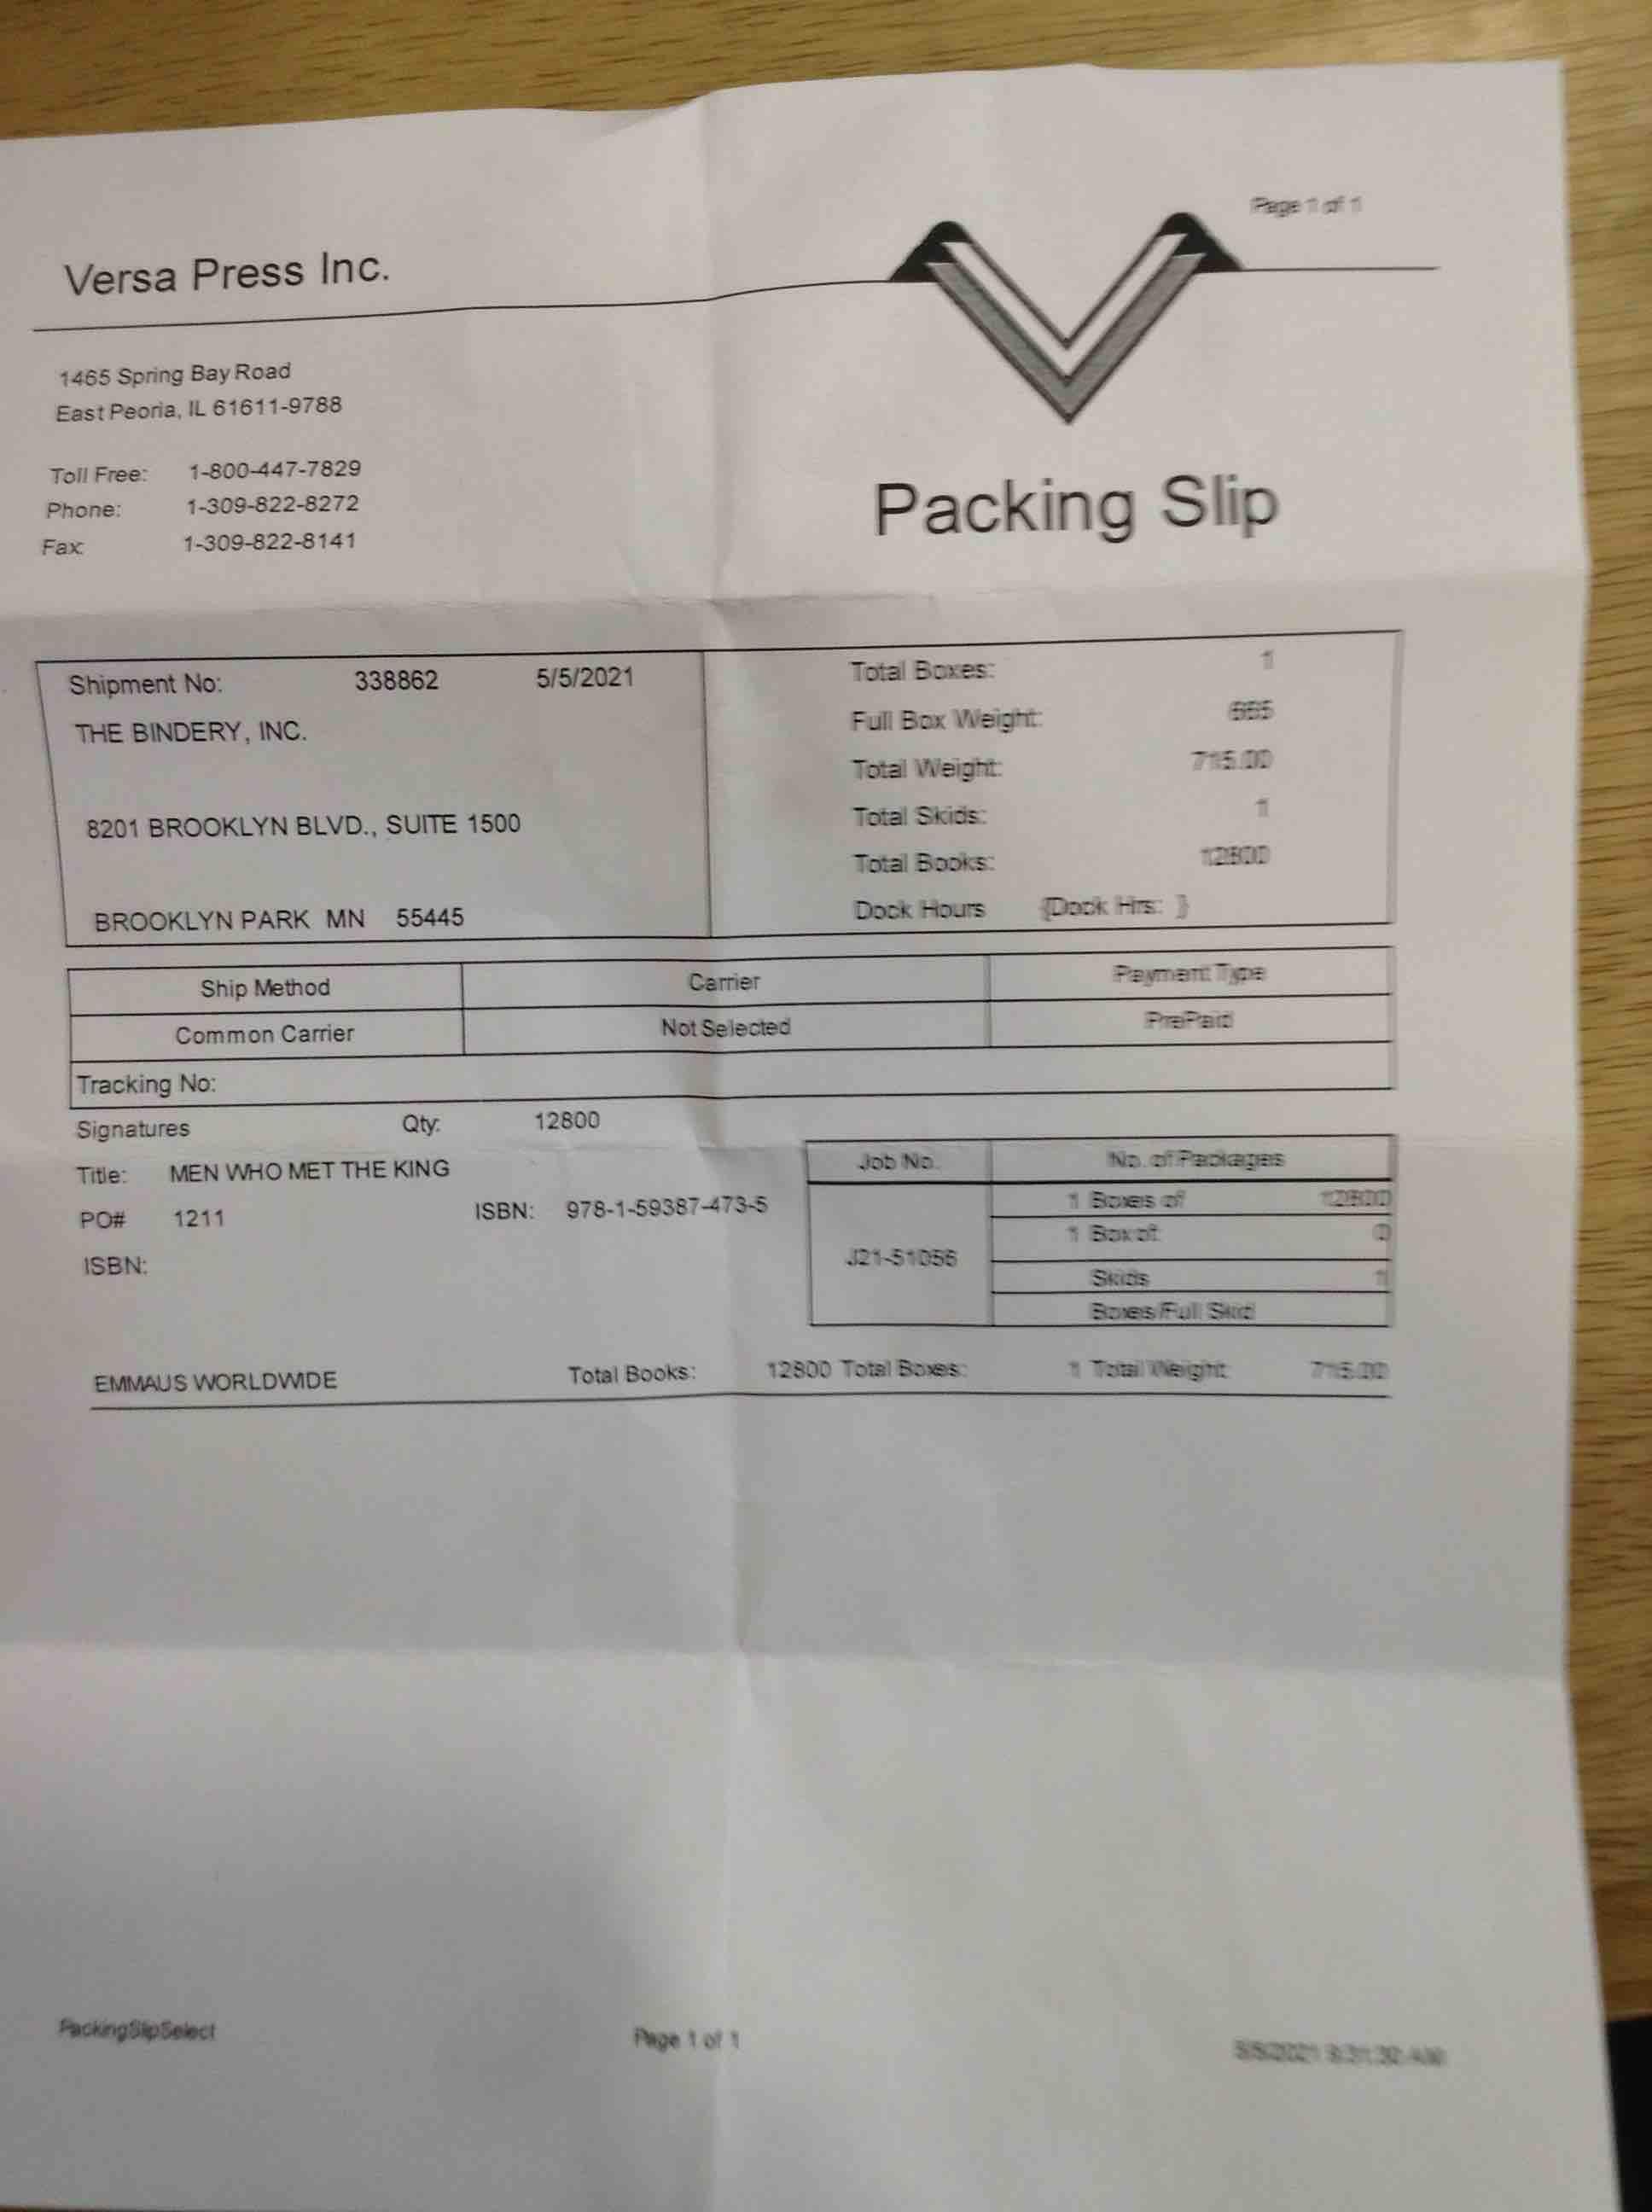 Page 1 of 1
Versa Press Inc.
1465 Spring Bay Road
East Peoria, IL 61611-9788
Toll Free: 1-800-447-7829
Phone: 1-309-822-8272
Fax: 1-309-822-8141
Packing Slip
Shipment No: 338862 5/5/2021
THE BINDERY, INC.
8201 BROOKLYN BLVD., SUITE 1500
BROOKLYN PARK MN 55445
Total Boxes: 1
Full Box Weight:
Total Weight: 715.00
Total Skids: 1
Total Books: 12800
Dock Hours {Dock Hrs: }
Ship Method Carrier Payment Type
Common Carrier Not Selected PrePaid
Tracking No:
Signatures Qty: 12800
Title: MEN WHO MET THE KING
PO# 1211 ISBN: 978-1-59387-473-5
ISBN:
Job No. No. of Packages
J21-51056
1 Boxes of 12800
1 Box of: 0
Skids 1
Boxes/Full Skid
EMMAUS WORLDWIDE Total Books: 12800 Total Boxes: 1 Total Weight: 715.00
PackingSlipSelect Page 1 of 1